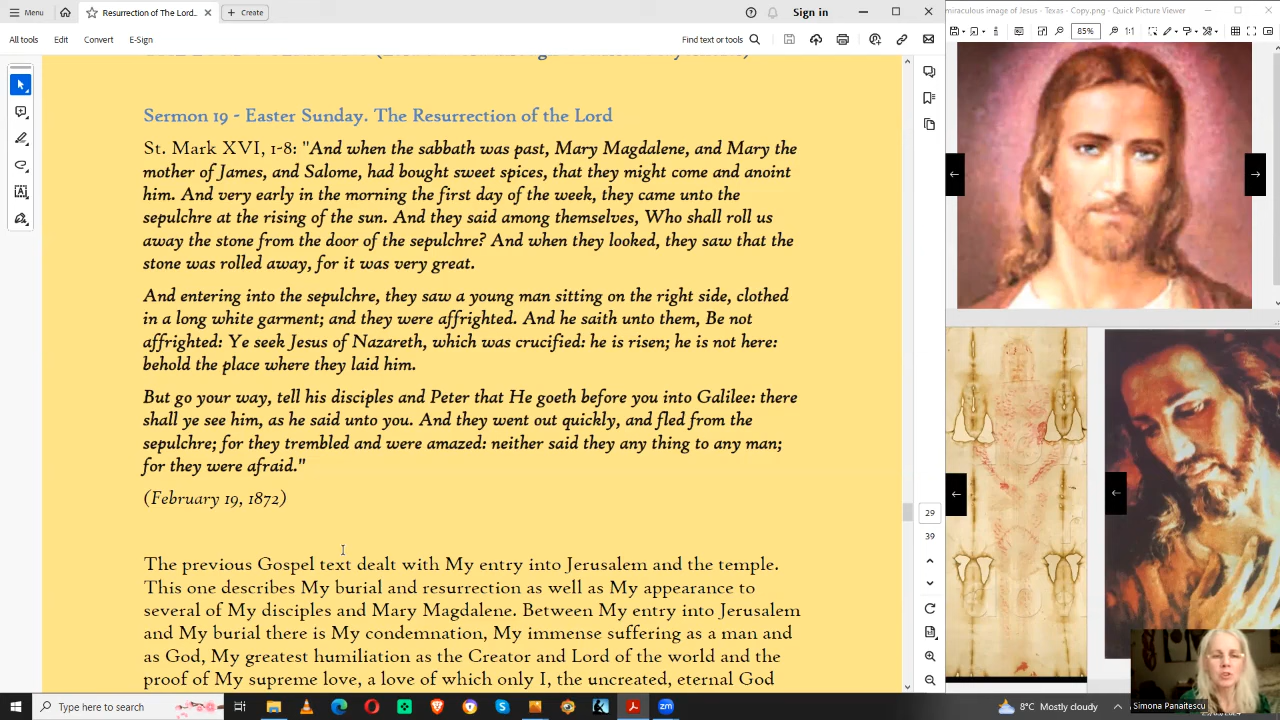 Menu
Resurrection of The Lord...
Create
Sign in
miraculous image of Jesus - Texas - Copy.png - Quick Picture Viewer
All tools Edit Convert E-Sign
Find text or tools
85%
1:1
Sermon 19 - Easter Sunday. The Resurrection of the Lord
St. Mark XVI, 1-8: "And when the sabbath was past, Mary Magdalene, and Mary the
mother of James, and Salome, had bought sweet spices, that they might come and anoint
him. And very early in the morning the first day of the week, they came unto the
sepulchre at the rising of the sun. And they said among themselves, Who shall roll us
away the stone from the door of the sepulchre? And when they looked, they saw that the
stone was rolled away, for it was very great.
And entering into the sepulchre, they saw a young man sitting on the right side, clothed
in a long white garment; and they were affrighted. And he saith unto them, Be not
affrighted: Ye seek Jesus of Nazareth, which was crucified: he is risen; he is not here:
behold the place where they laid him.
But go your way, tell his disciples and Peter that He goeth before you into Galilee: there
shall ye see him, as he said unto you. And they went out quickly, and fled from the
sepulchre; for they trembled and were amazed: neither said they any thing to any man;
for they were afraid."
(February 19, 1872)
29
39
The previous Gospel text dealt with My entry into Jerusalem and the temple.
This one describes My burial and resurrection as well as My appearance to
several of My disciples and Mary Magdalene. Between My entry into Jerusalem
and My burial there is My condemnation, My immense suffering as a man and
as God, My greatest humiliation as the Creator and Lord of the world and the
proof of My supreme love, a love of which only I, the uncreated, eternal God
Type here to search
8°C Mostly cloudy
Simona Panaitescu